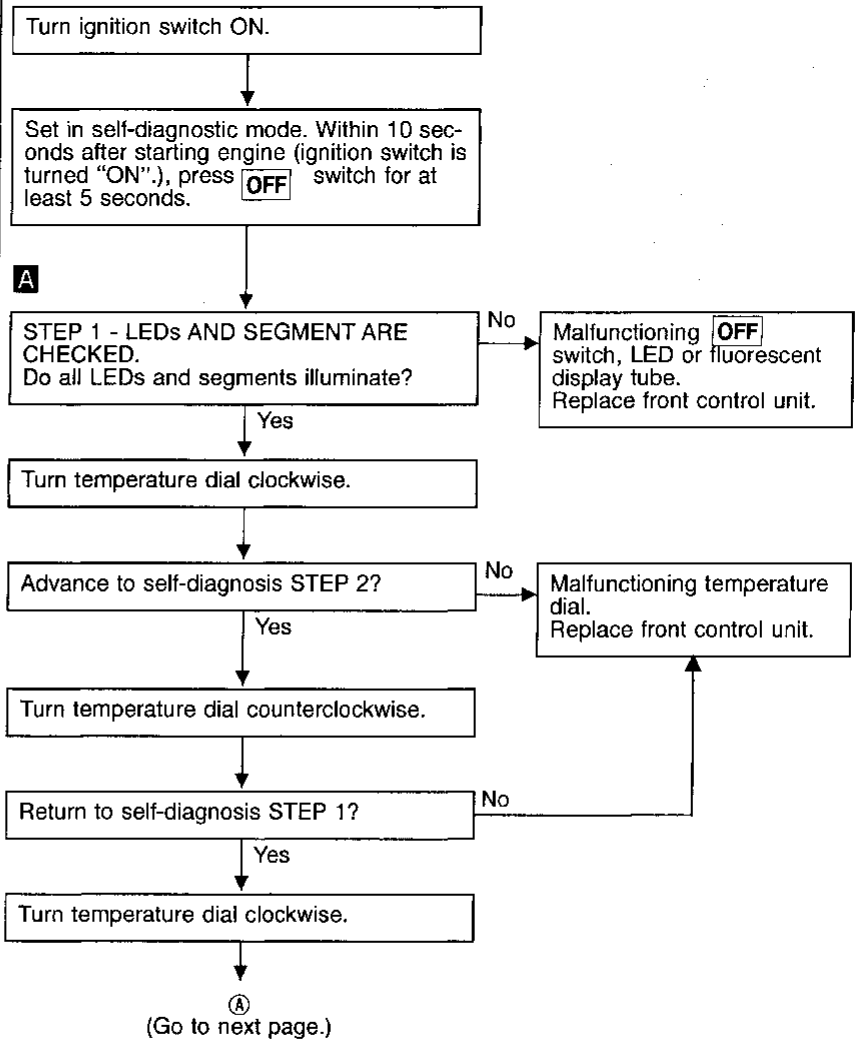 Turn ignition switch ON.
Set in self-diagnostic mode. Within 10 sec-
onds after starting engine (ignition switch is
turned "ON".), press OFF switch for at
least 5 seconds.
A
STEP 1 - LEDs AND SEGMENT ARE
CHECKED.
Do all LEDs and segments illuminate?
No
Malfunctioning OFF
switch, LED or fluorescent
display tube.
Replace front control unit.
Yes
Turn temperature dial clockwise.
Advance to self-diagnosis STEP 2?
No
Malfunctioning temperature
dial.
Replace front control unit.
Yes
Turn temperature dial counterclockwise.
Return to self-diagnosis STEP 1?
No
Yes
Turn temperature dial clockwise.
Ⓐ
(Go to next page.)